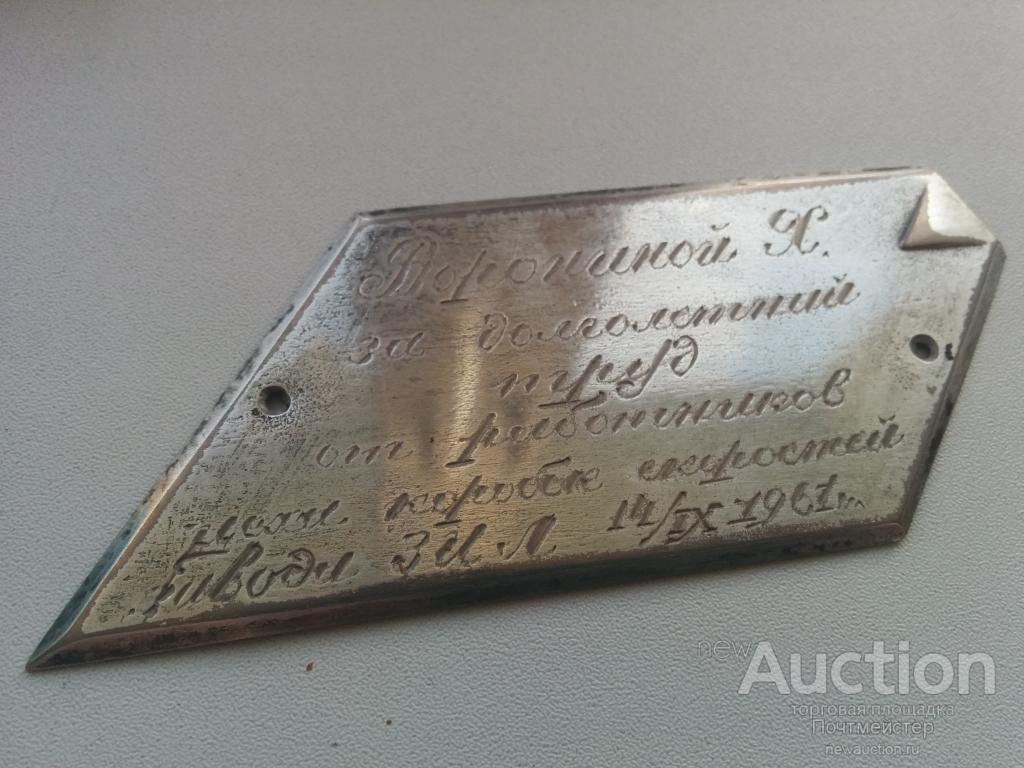 Ворониной Х.
за долголетний
труд
от работников
цеха коробок скоростей
завода ЗИЛ 14/IX 1961 г.
newAuction
торговая площадка
Почтмейстер
newauction.ru